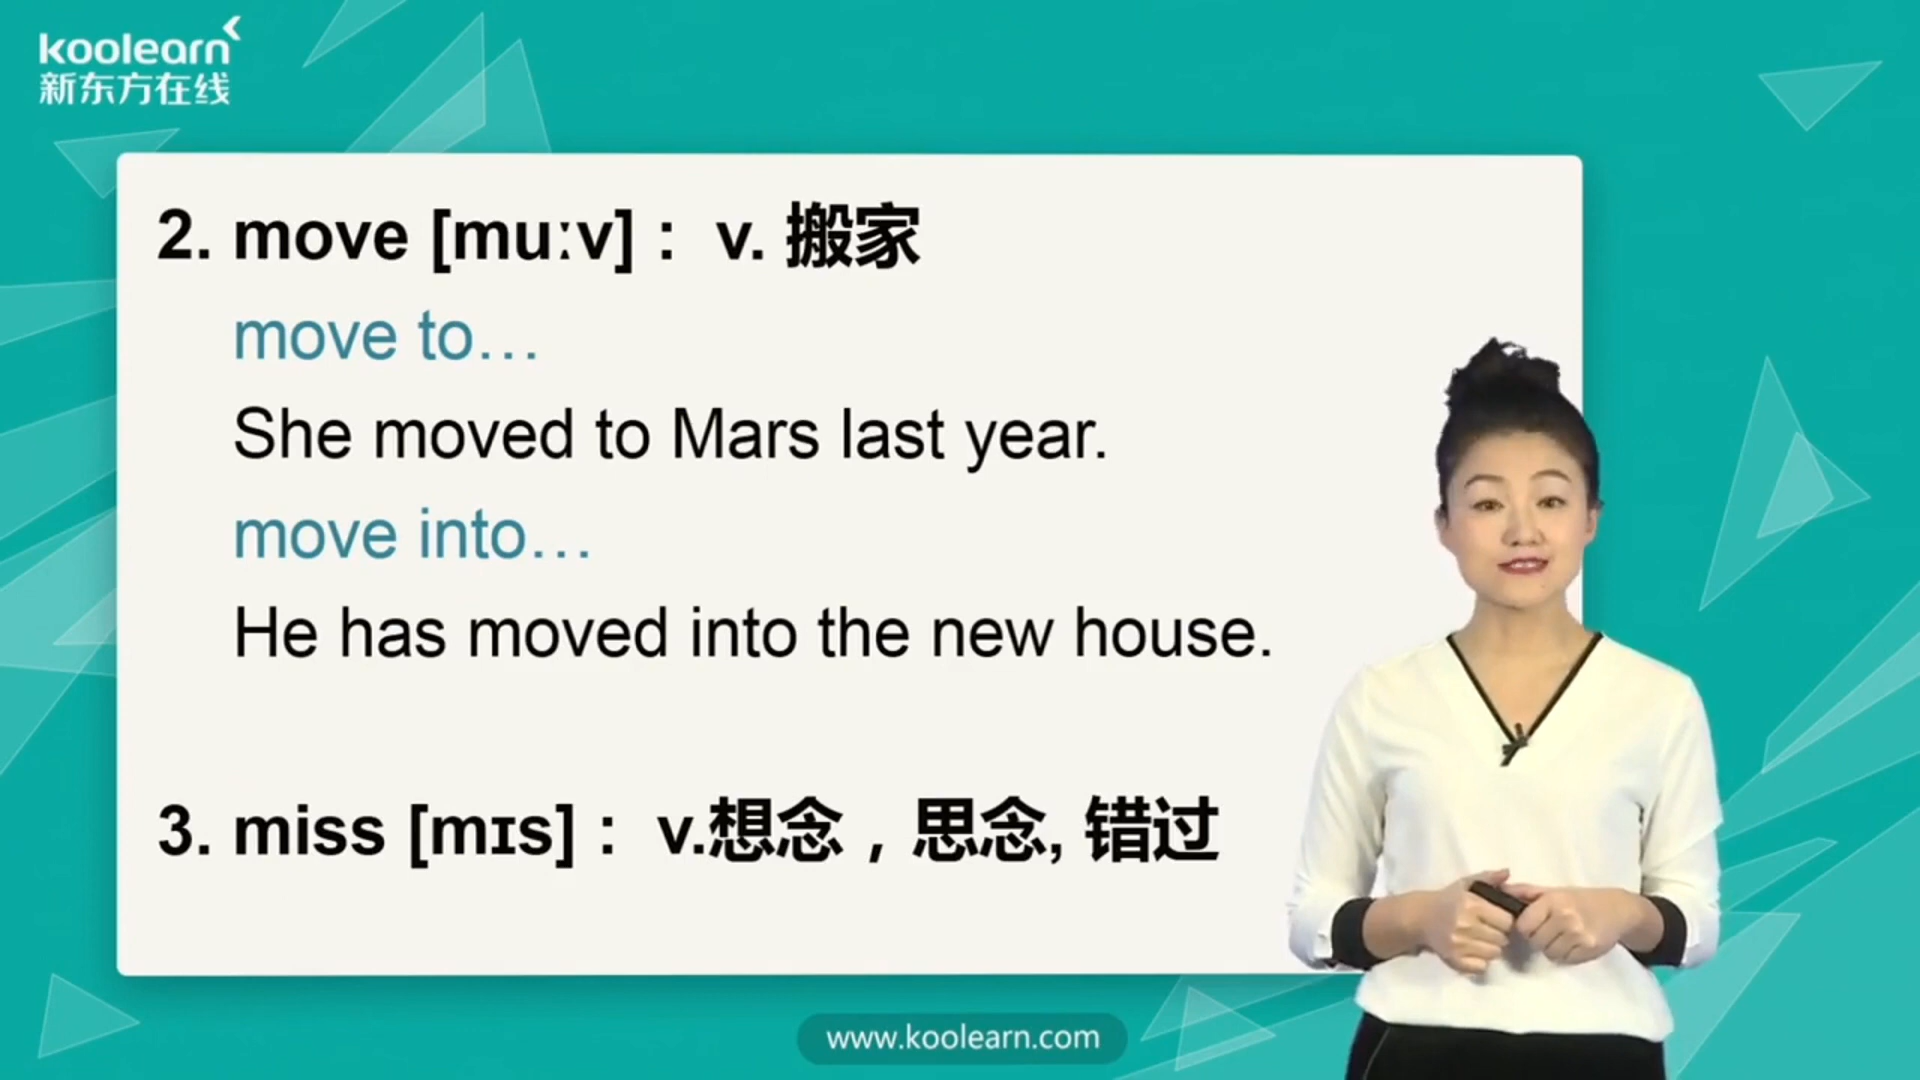 koolearn
新东方在线
2. move [muːv]： v. 搬家
move to…
She moved to Mars last year.
move into…
He has moved into the new house.
3. miss [mɪs]： v.想念，思念, 错过
www.koolearn.com